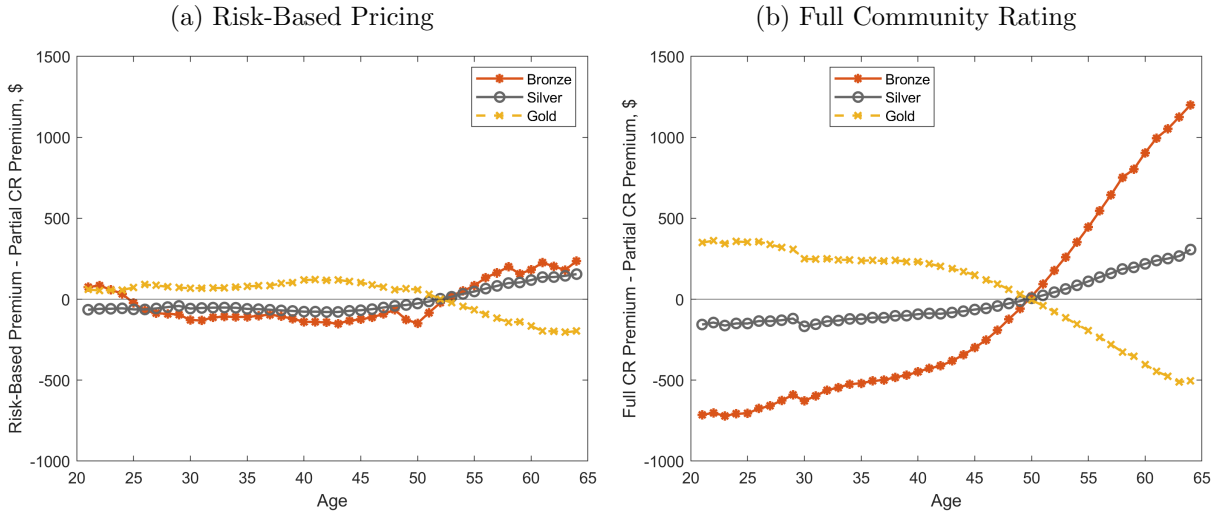 (a) Risk-Based Pricing
Risk-Based Premium - Partial CR Premium, $
1500
1000
500
0
-500
-1000
20 25 30 35 40 45 50 55 60 65
Age
Bronze
Silver
Gold
(b) Full Community Rating
Full CR Premium - Partial CR Premium, $
1500
1000
500
0
-500
-1000
20 25 30 35 40 45 50 55 60 65
Age
Bronze
Silver
Gold